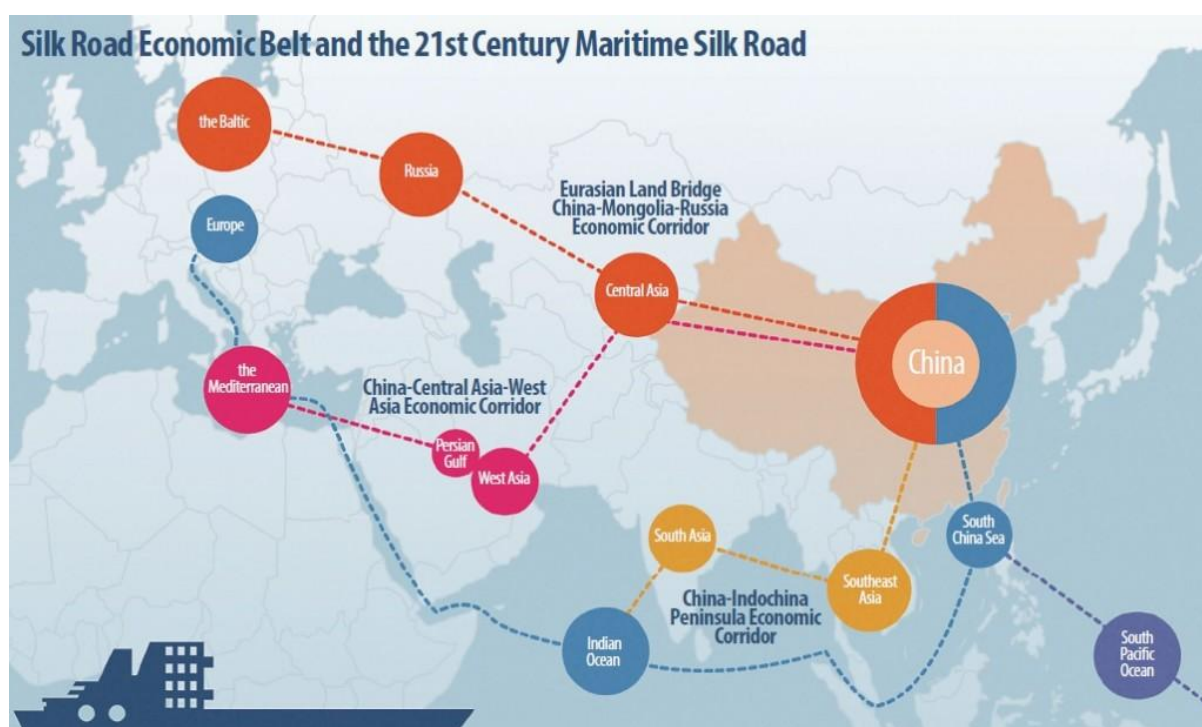 Silk Road Economic Belt and the 21st Century Maritime Silk Road
the Baltic
Russia
Eurasian Land Bridge
China-Mongolia-Russia
Economic Corridor
Europe
Central Asia
China
the
Mediterranean
China-Central Asia-West
Asia Economic Corridor
Persian
Gulf
West Asia
South Asia
South
China Sea
Southeast
Asia
China-Indochina
Peninsula Economic
Corridor
Indian
Ocean
South
Pacific
Ocean